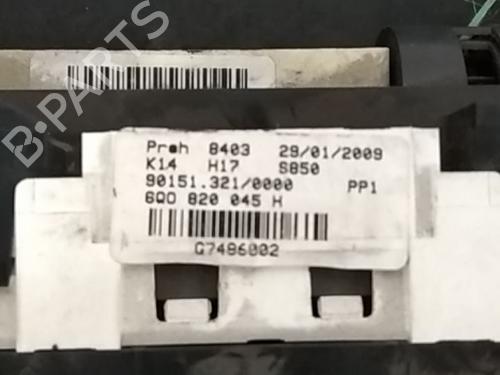 Preh 8403 29/01/2009
K14 H17 S850
90151.321/0000 PP1
6Q0 820 045 H
G7486002
B-PARTS